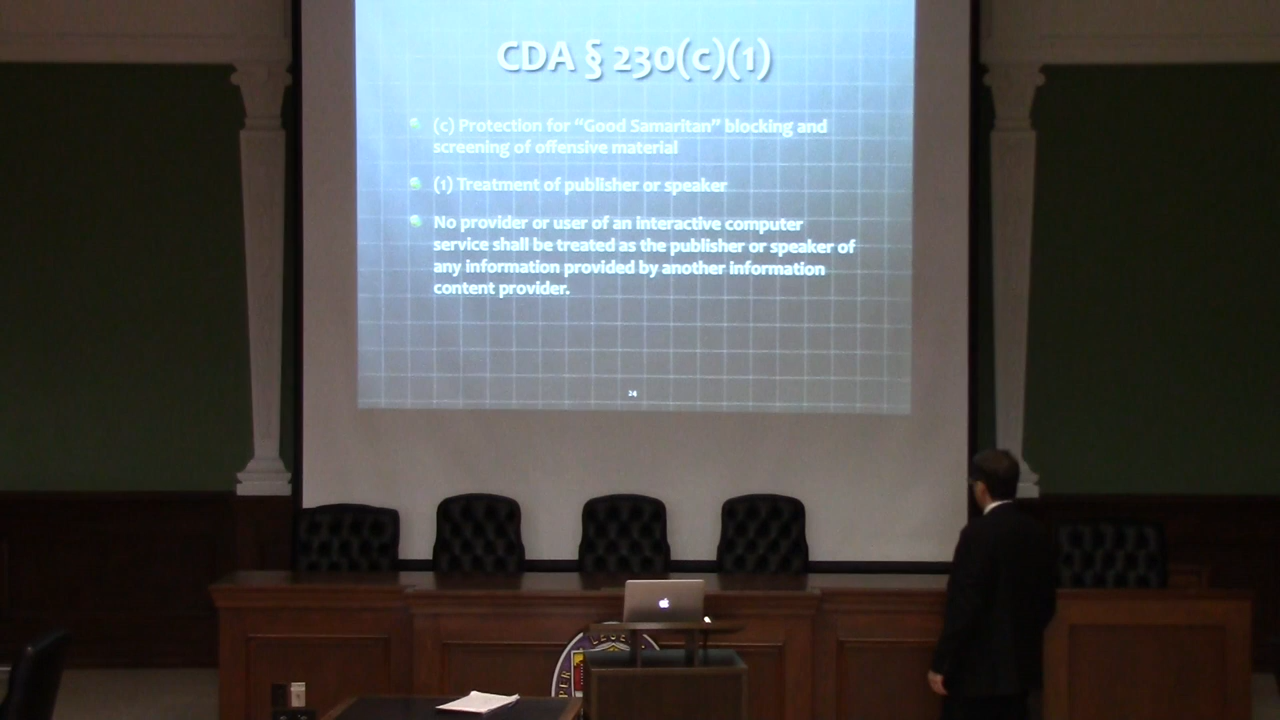 CDA § 230(c)(1)
(c) Protection for “Good Samaritan” blocking and
screening of offensive material
(1) Treatment of publisher or speaker
No provider or user of an interactive computer
service shall be treated as the publisher or speaker of
any information provided by another information
content provider.
24